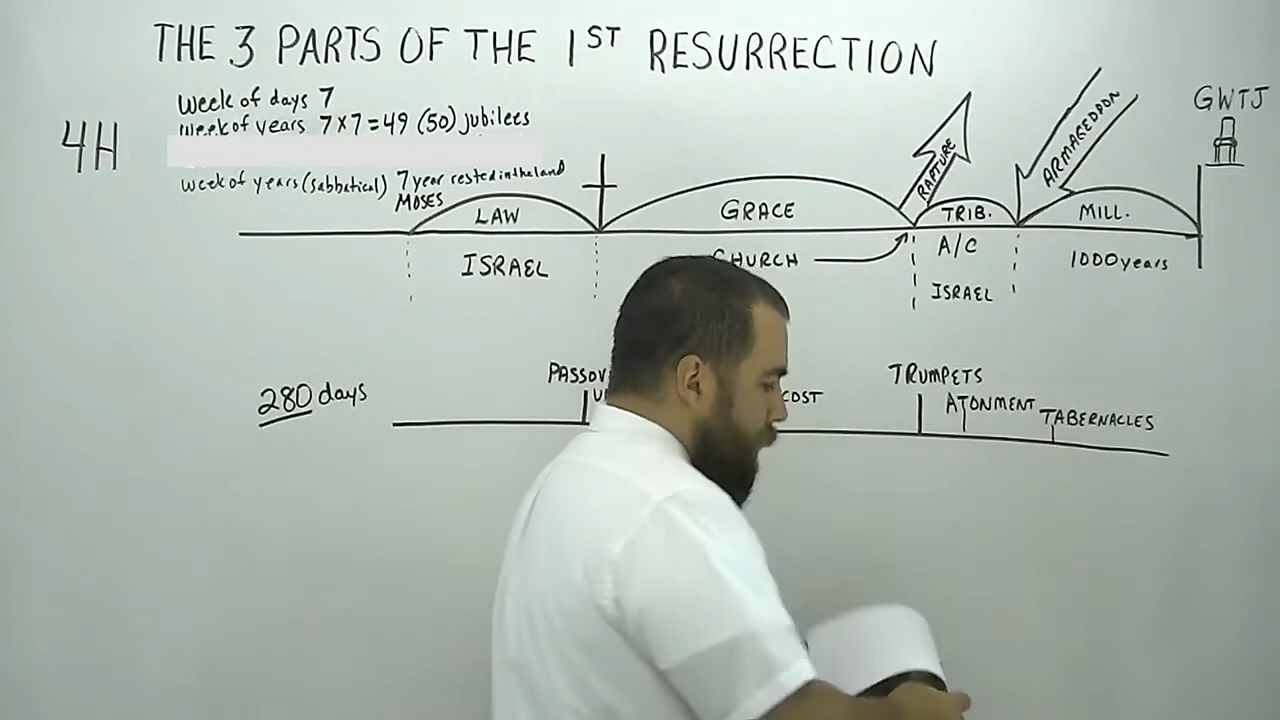 THE 3 PARTS OF THE 1ST RESURRECTION
4H
Week of days 7
Week of years 7x7=49 (50) jubilees
Week of years (sabbatical) 7 year rested in the land
MOSES
LAW
GRACE
RAPTURE
TRIB.
ARMAGEDDON
MILL.
GWTJ
ISRAEL
CHURCH
A/C
ISRAEL
1000 years
280 days
PASSOV
U
COST
TRUMPETS
ATONMENT
TABERNACLES